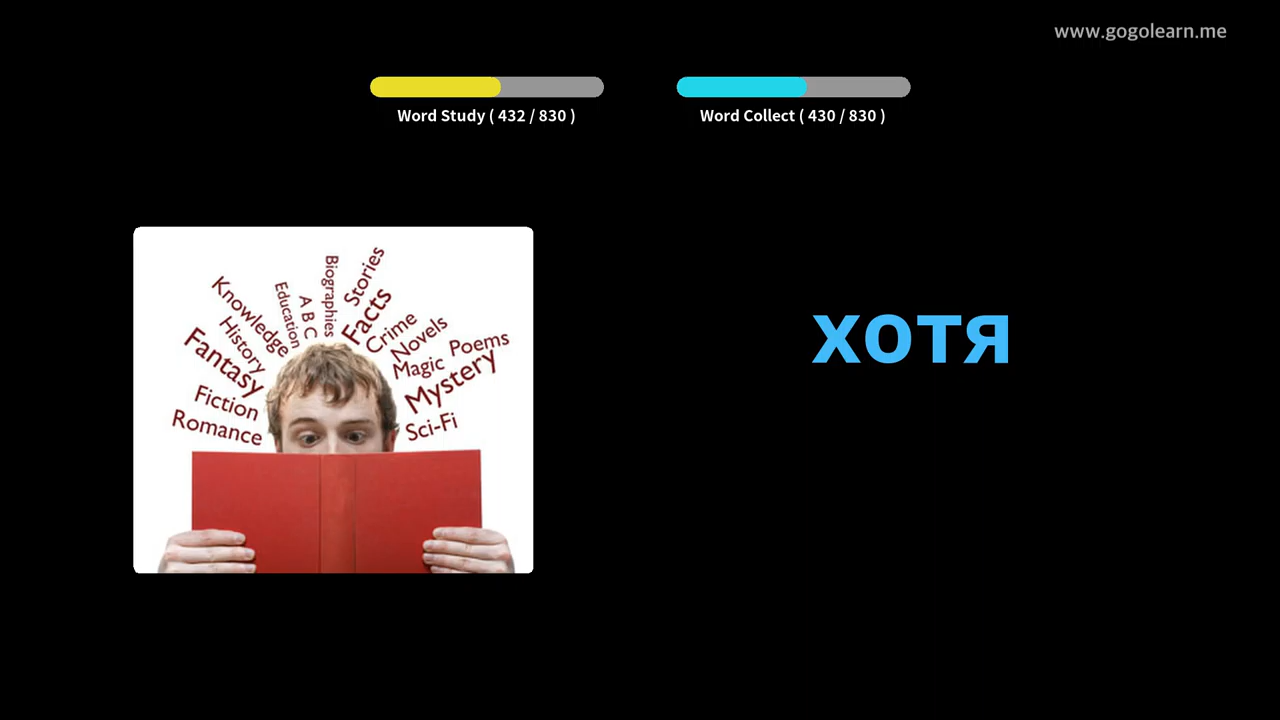 www.gogolearn.me
Word Study ( 432 / 830 )
Word Collect ( 430 / 830 )
Biographies
Stories
Education
A B C
Facts
Knowledge
Crime
History
Novels
Poems
Fantasy
Magic
Mystery
Fiction
Romance
Sci-Fi
хотя